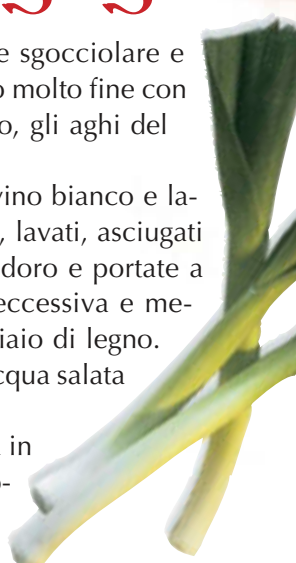 e sgocciolare e
o molto fine con
o, gli aghi del
vino bianco e la-
, lavati, asciugati
doro e portate a
eccessiva e me-
iaio di legno.
cqua salata
in
-